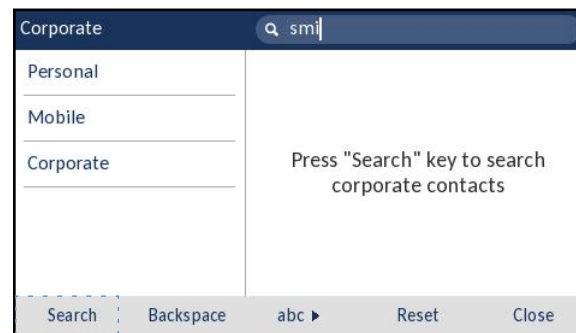 Corporate
smi
Personal
Mobile
Corporate
Press "Search" key to search
corporate contacts
Search Backspace abc Reset Close